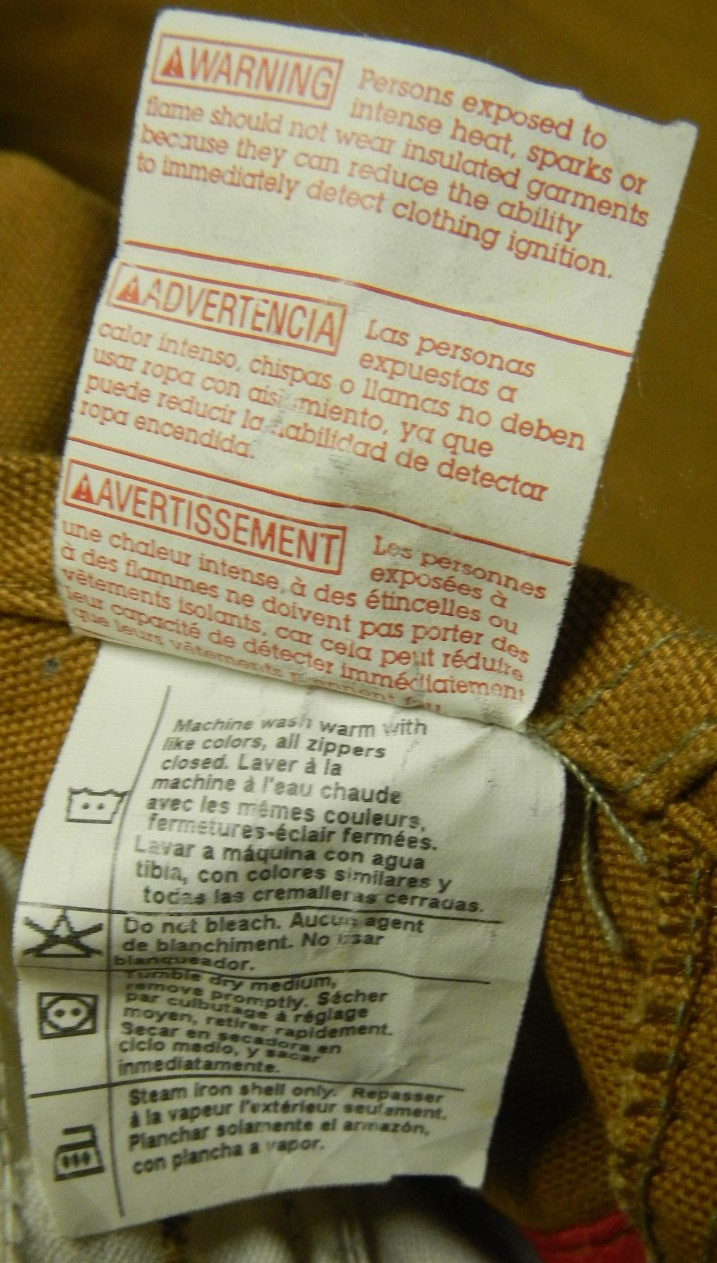 WARNING Persons exposed to
intense heat, sparks or
flame should not wear insulated garments
because they can reduce the ability
to immediately detect clothing ignition.
ADVERTENCIA Las personas
expuestas a
calor intenso, chispas o llamas no deben
usar ropa con miento, ya que
puede reducir la habilidad de detectar
ropa encendida.
AVERTISSEMENT Les personnes
exposées à
une chaleur intense, à des étincelles ou
à des flammes ne doivent pas porter des
vêtements isolants, car cela peut réduire
leur capacité de détecter immédiatement
que leurs vêtements prennent feu.
Machine wash warm with
like colors, all zippers
closed. Laver à la
machine à l'eau chaude
avec les mêmes couleurs,
fermetures-éclair fermées.
Lavar a máquina con agua
tibia, con colores similares y
todas las cremalleras cerradas.
Do not bleach. Aucun agent
de blanchiment. No usar
blanqueador.
Tumble dry medium,
remove promptly. Sécher
par culbutage à réglage
moyen, retirer rapidement.
Secar en secadora en
ciclo medio, y sacar
inmediatamente.
Steam iron shell only. Repasser
à la vapeur l'extérieur seulament.
Planchar solamente el armazón,
con plancha a vapor.